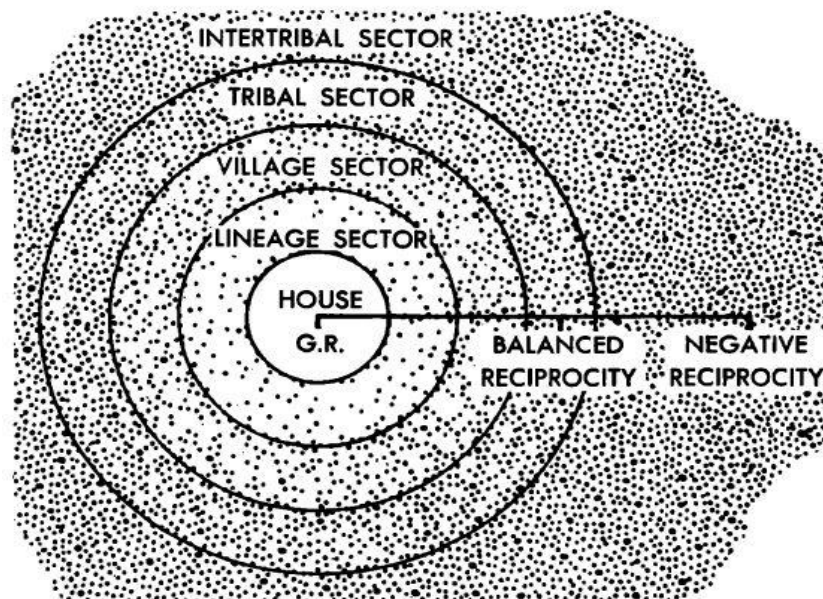 INTERTRIBAL SECTOR
TRIBAL SECTOR
VILLAGE SECTOR
LINEAGE SECTOR
HOUSE
G.R.
BALANCED
RECIPROCITY
NEGATIVE
RECIPROCITY